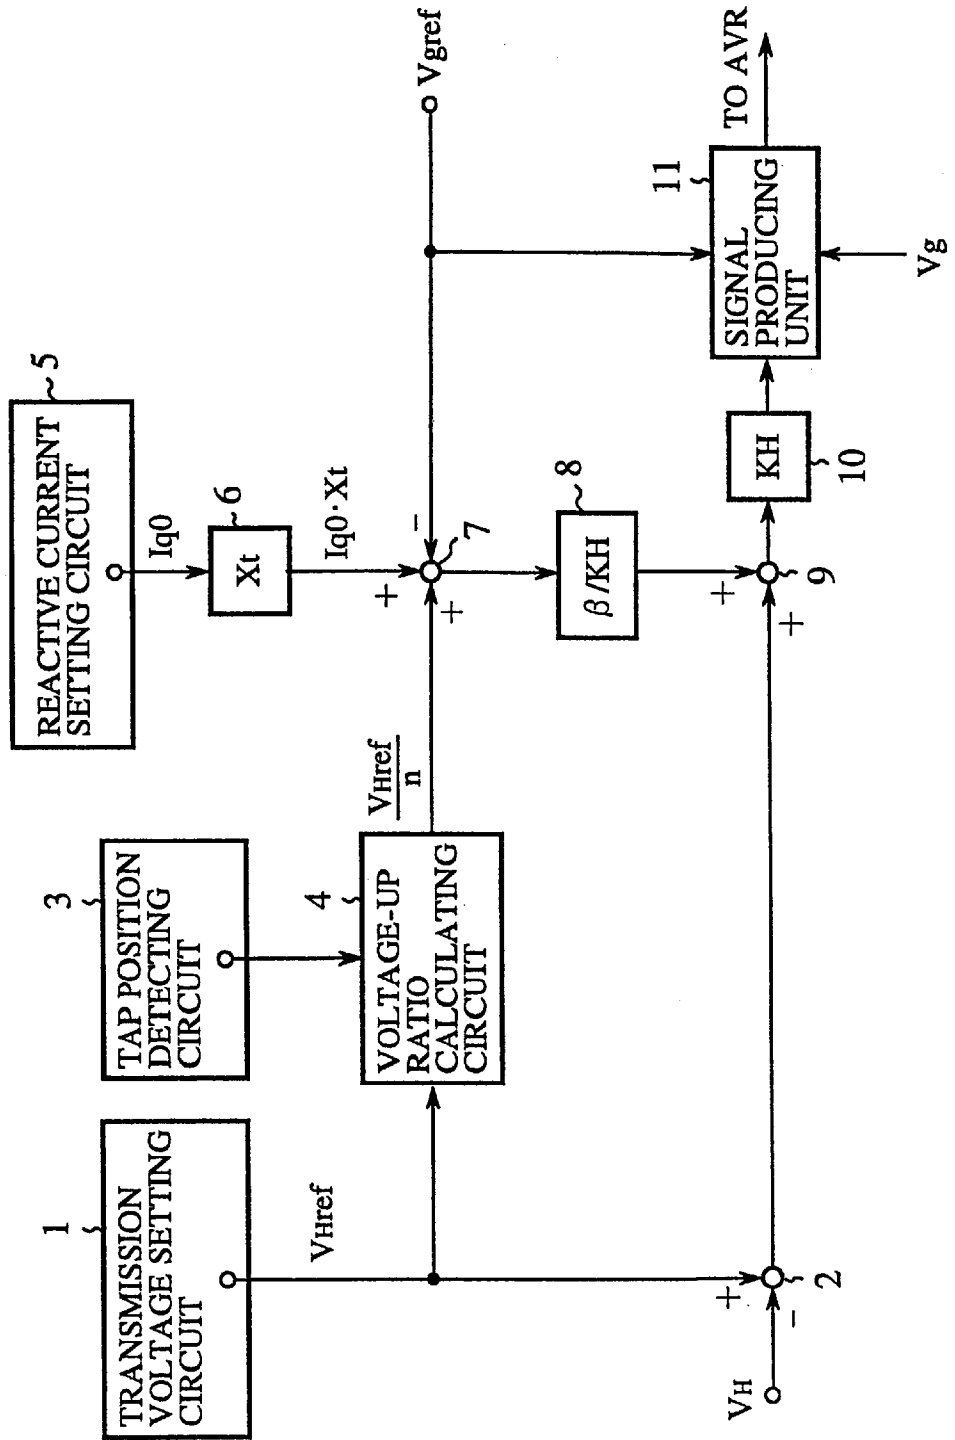 1
TRANSMISSION
VOLTAGE SETTING
CIRCUIT
3
TAP POSITION
DETECTING
CIRCUIT
REACTIVE CURRENT
SETTING CIRCUIT
5
VHref
4
VOLTAGE-UP
RATIO
CALCULATING
CIRCUIT
VHref
n
Iq0
Xt
6
Iq0·Xt
+
+
−
7
Vgref
β/KH
8
VH
+
−
2
+
+
9
KH
10
11
SIGNAL
PRODUCING
UNIT
TO AVR
Vg